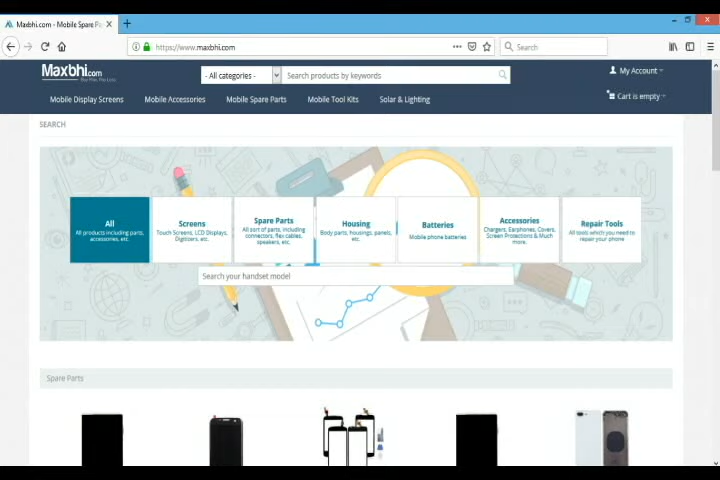 Maxbhi.com - Mobile Spare Pa
https://www.maxbhi.com
Search
Maxbhi.com
- All categories -
Search products by keywords
My Account
Cart is empty
Mobile Display Screens
Mobile Accessories
Mobile Spare Parts
Mobile Tool Kits
Solar & Lighting
SEARCH
All
All products including parts,
accessories, etc.
Screens
Touch Screens, LCD Displays,
Digitizers, etc.
Spare Parts
All sort of parts, including
connectors, flex cables,
speakers, etc.
Housing
Body parts, housings, panels,
etc.
Batteries
Mobile phone batteries
Accessories
Chargers, Earphones, Covers,
Screen Protections & Much
more.
Repair Tools
All tools which you need to
repair your phone
Search your handset model
Spare Parts